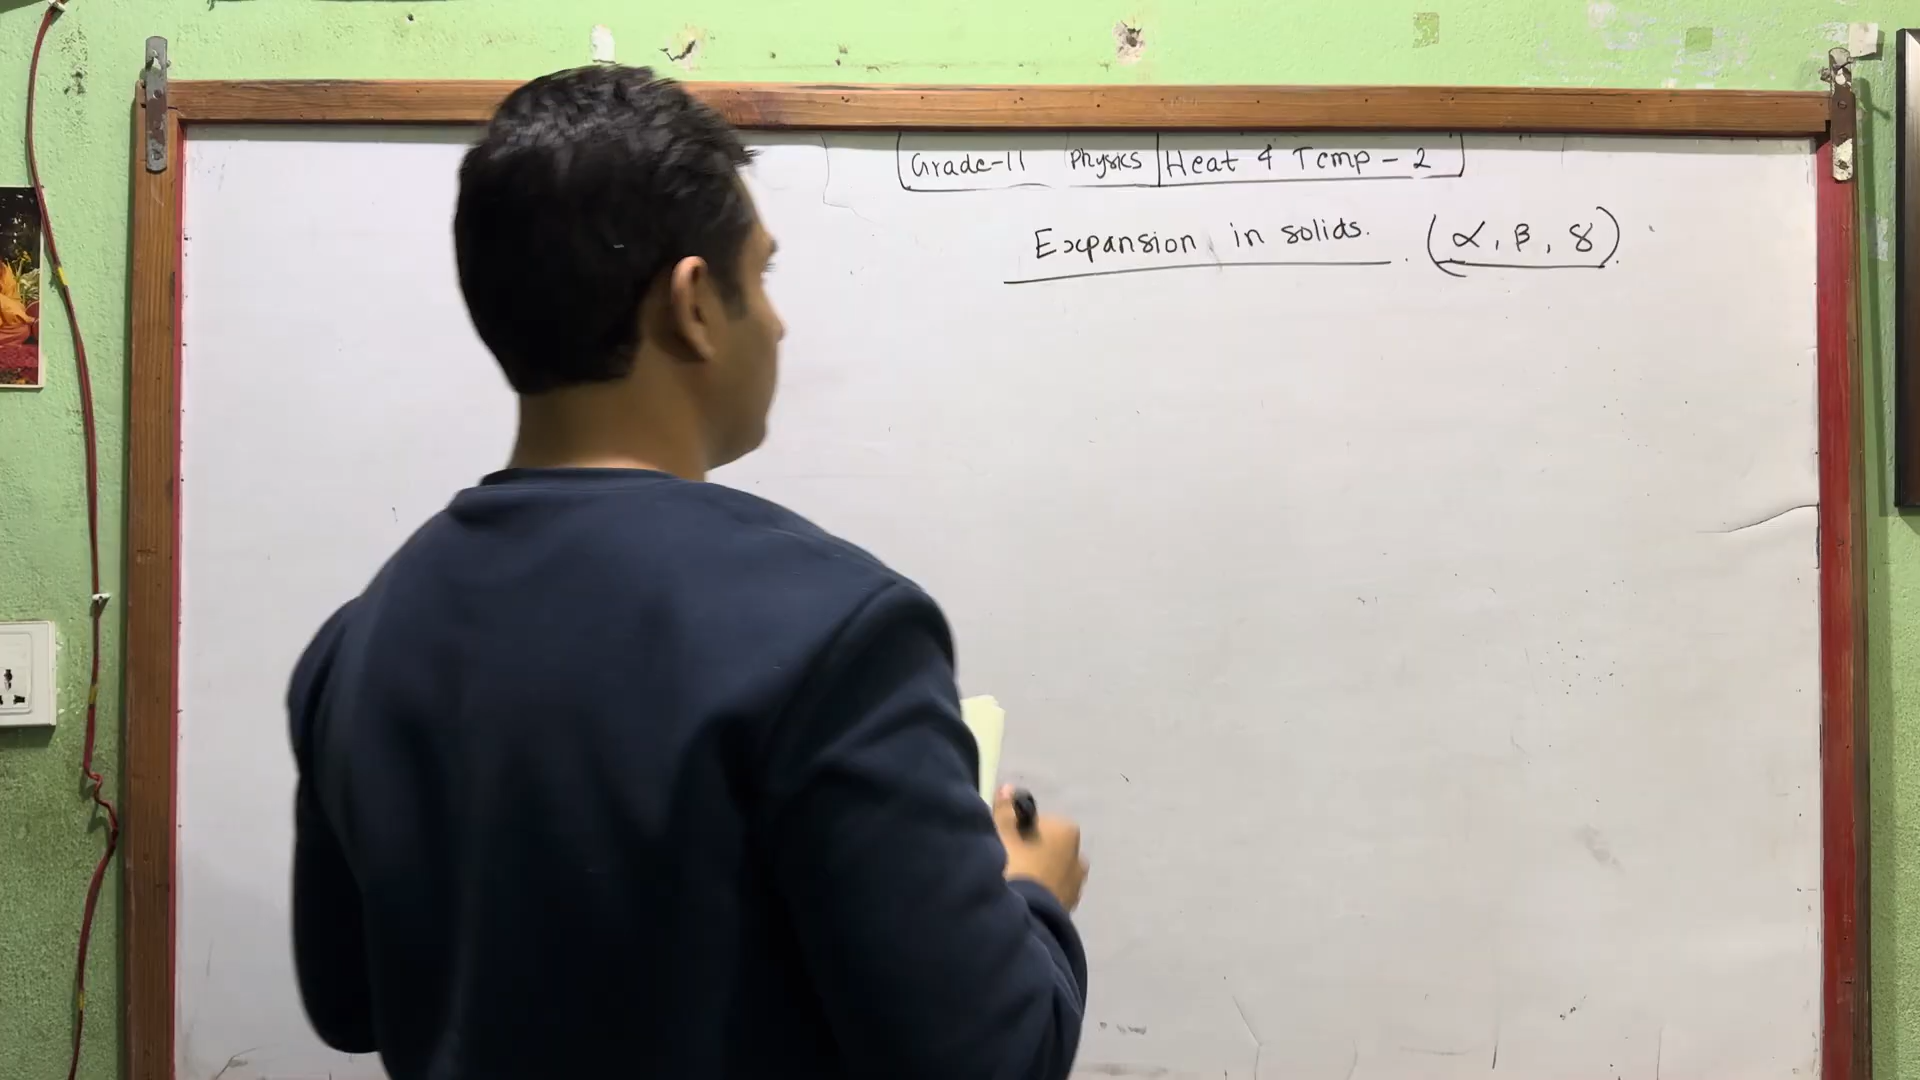 Grade-11 Physics Heat & Temp - 2
Expansion in solids. (α, β, γ)